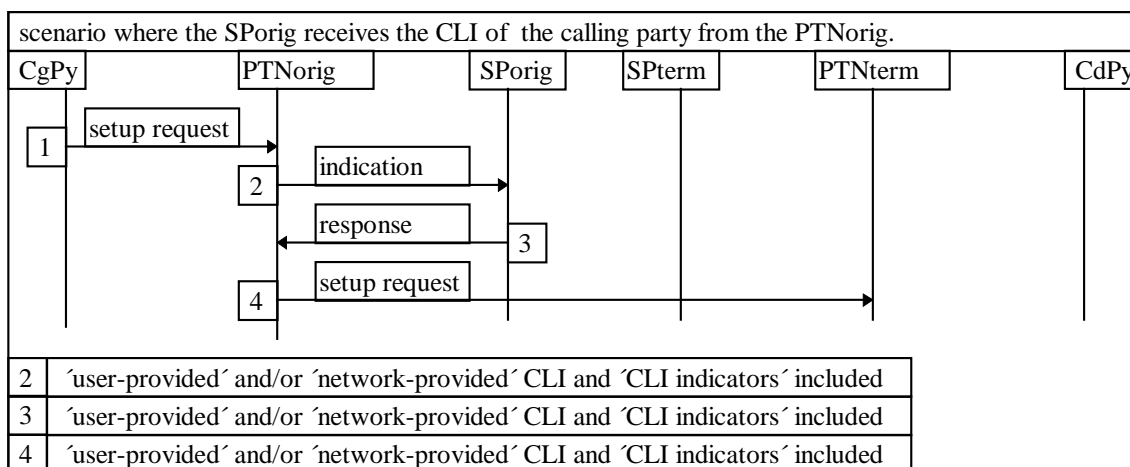 scenario where the SPorig receives the CLI of the calling party from the PTNorig.
CgPy PTNorig SPorig SPterm PTNterm CdPy
setup request
1
indication
2
response
3
setup request
4
2 ´user-provided´ and/or ´network-provided´ CLI and ´CLI indicators´ included
3 ´user-provided´ and/or ´network-provided´ CLI and ´CLI indicators´ included
4 ´user-provided´ and/or ´network-provided´ CLI and ´CLI indicators´ included